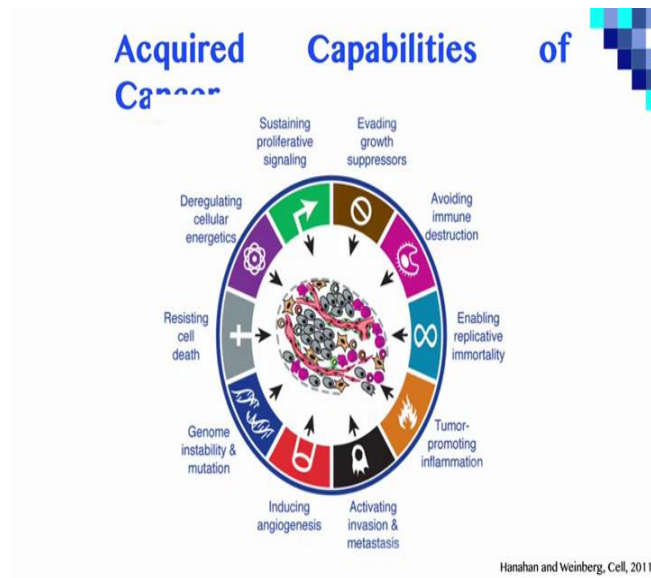 Acquired Capabilities of
Cancer
Sustaining
proliferative
signaling
Evading
growth
suppressors
Deregulating
cellular
energetics
Avoiding
immune
destruction
Resisting
cell
death
Enabling
replicative
immortality
Genome
instability &
mutation
Tumor-
promoting
inflammation
Inducing
angiogenesis
Activating
invasion &
metastasis
Hanahan and Weinberg, Cell, 2011